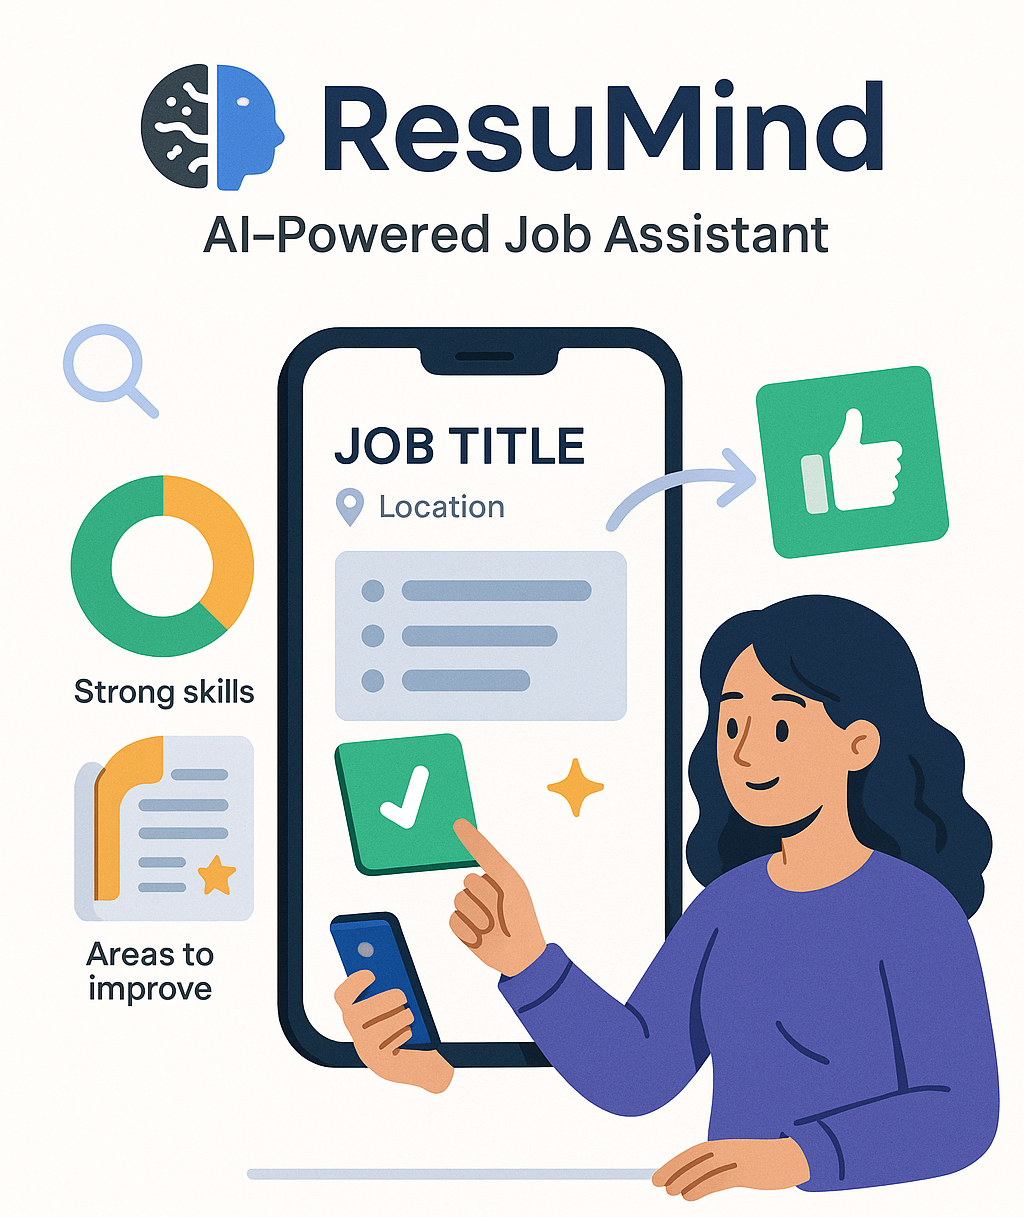 ResuMind
AI-Powered Job Assistant
JOB TITLE
Location
Strong skills
Areas to
improve